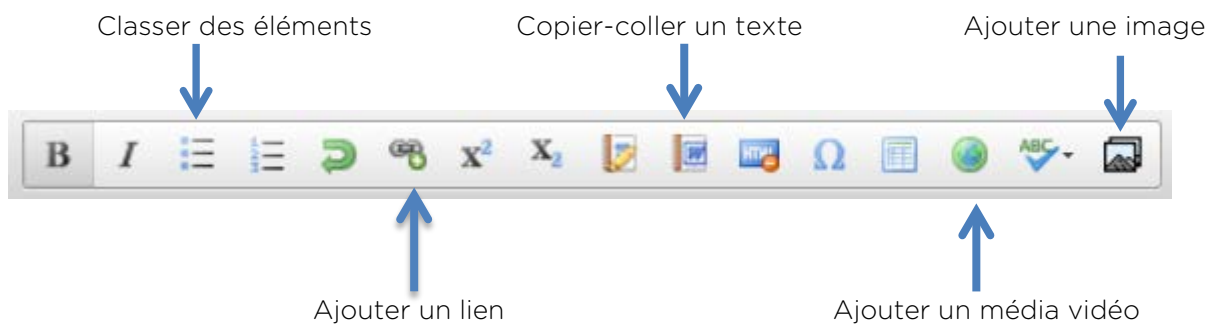 Classer des éléments Copier-coller un texte Ajouter une image
B I X² X₂ W HTML Ω ABC
Ajouter un lien Ajouter un média vidéo